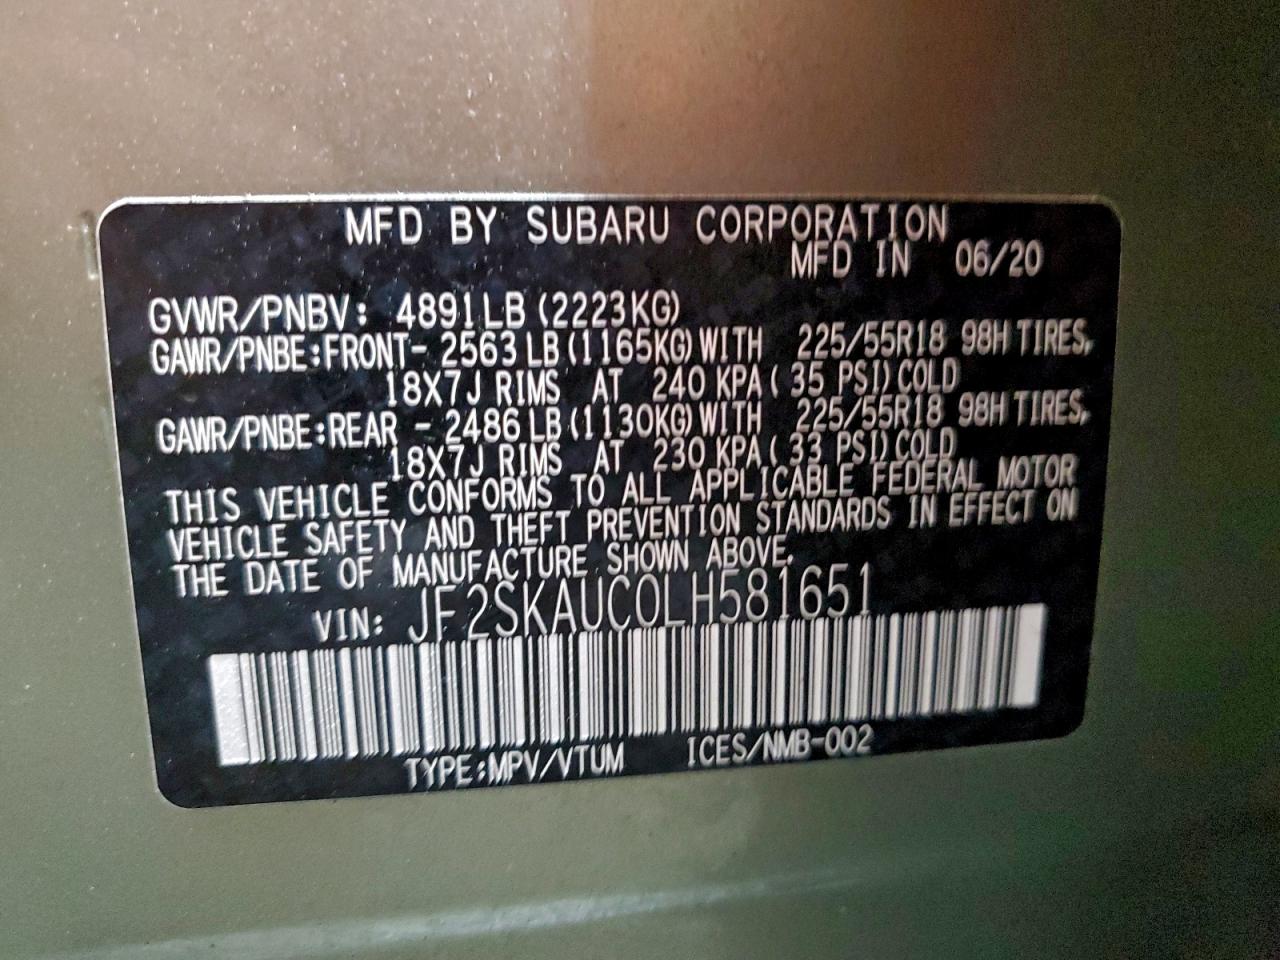 MFD BY SUBARU CORPORATION
MFD IN 06/20
GVWR/PNBV: 4891LB (2223KG)
GAWR/PNBE:FRONT- 2563 LB(1165KG) WITH 225/55R18 98H TIRES,
18X7J RIMS AT 240 KPA( 35 PSI)COLD
GAWR/PNBE:REAR - 2486 LB(1130KG) WITH 225/55R18 98H TIRES,
18X7J RIMS AT 230 KPA( 33 PSI)COLD
THIS VEHICLE CONFORMS TO ALL APPLICABLE FEDERAL MOTOR
VEHICLE SAFETY AND THEFT PREVENTION STANDARDS IN EFFECT ON
THE DATE OF MANUFACTURE SHOWN ABOVE.
VIN: JF2SKAUC0LH581651
TYPE:MPV/VTUM ICES/NMB-002